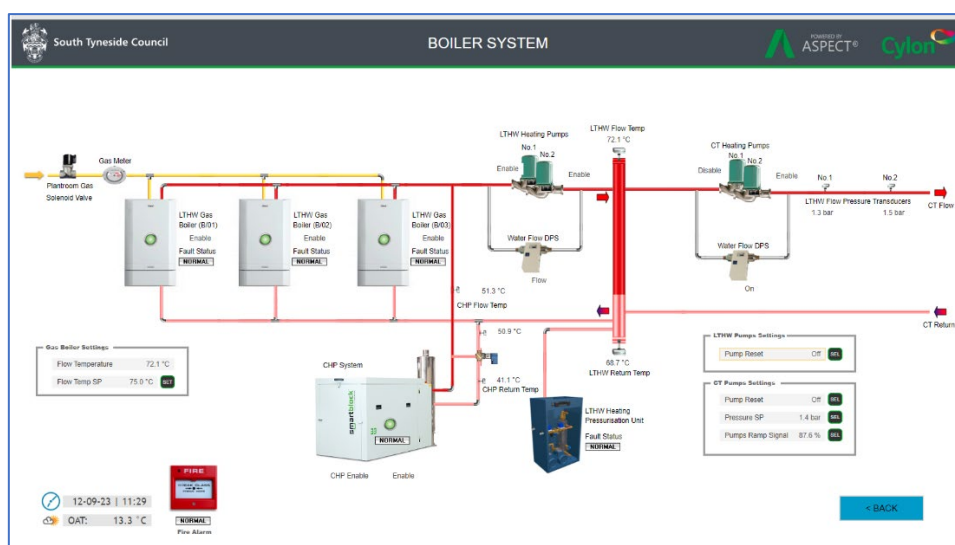 South Tyneside Council
BOILER SYSTEM
POWERED BY
ASPECT®
Cylon
LTHW Flow Temp
72.1 °C
LTHW Heating Pumps
No.1
No.2
Enable
Enable
CT Heating Pumps
No.1
No.2
Disable
Enable
Gas Meter
Plantroom Gas
Solenoid Valve
No.1
No.2
LTHW Flow Pressure Transducers
1.3 bar
1.5 bar
CT Flow
LTHW Gas
Boiler (B/01)
Enable
Fault Status
NORMAL
LTHW Gas
Boiler (B/02)
Enable
Fault Status
NORMAL
LTHW Gas
Boiler (B/03)
Enable
Fault Status
NORMAL
Water Flow DPS
Flow
Water Flow DPS
On
51.3 °C
CHP Flow Temp
CT Return
50.9 °C
Gas Boiler Settings
Flow Temperature 72.1 °C
Flow Temp SP 75.0 °C SET
CHP System
smartblock
33
NORMAL
CHP Enable Enable
41.1 °C
CHP Return Temp
68.7 °C
LTHW Return Temp
LTHW Heating
Pressurisation Unit
Fault Status
NORMAL
LTHW Pumps Settings
Pump Reset Off SEL
CT Pumps Settings
Pump Reset Off SEL
Pressure SP 1.4 bar SEL
Pumps Ramp Signal 87.6 % SEL
FIRE
NORMAL
Fire Alarm
12-09-23 | 11:29
OAT: 13.3 °C
< BACK